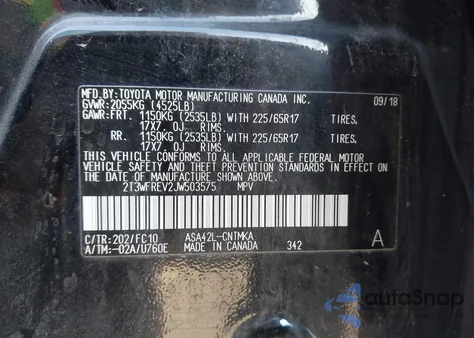 MFD.BY:TOYOTA MOTOR MANUFACTURING CANADA INC. 09/18
GVWR:2055KG (4525LB)
GAWR:FRT. 1150KG (2535LB) WITH 225/65R17 TIRES,
17X7.0J RIMS.
RR. 1150KG (2535LB) WITH 225/65R17 TIRES,
17X7.0J RIMS.
THIS VEHICLE CONFORMS TO ALL APPLICABLE FEDERAL MOTOR
VEHICLE SAFETY AND THEFT PREVENTION STANDARDS IN EFFECT
ON THE DATE OF MANUFACTURE SHOWN ABOVE.
2T3WFREV2JW503575 MPV
C/TR:202/FC10 ASA42L-CNTMKA A
A/TM:-02A/U760E MADE IN CANADA 342
AutoSnap